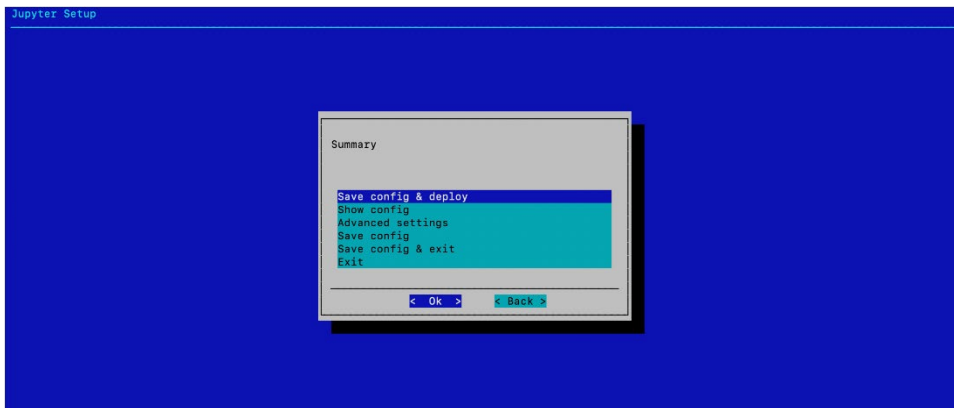 Jupyter Setup
Summary
Save config & deploy
Show config
Advanced settings
Save config
Save config & exit
Exit
< Ok > < Back >